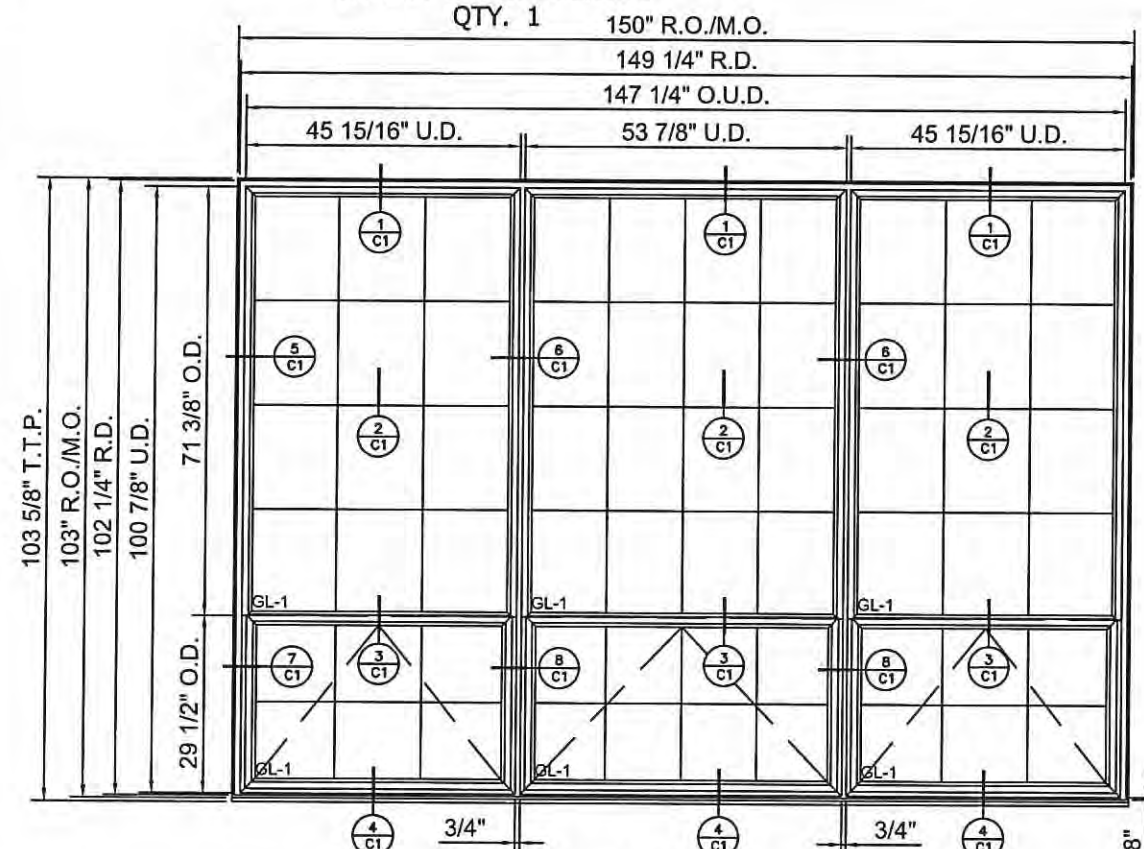 QTY. 1
150" R.O./M.O.
149 1/4" R.D.
147 1/4" O.U.D.
45 15/16" U.D.
53 7/8" U.D.
45 15/16" U.D.
103 5/8" T.T.P.
103" R.O./M.O.
102 1/4" R.D.
100 7/8" U.D.
71 3/8" O.D.
29 1/2" O.D.
1
C1
1
C1
1
C1
5
C1
6
C1
6
C1
2
C1
2
C1
2
C1
GL-1
GL-1
GL-1
7
C1
3
C1
8
C1
3
C1
8
C1
3
C1
GL-1
GL-1
GL-1
4
C1
3/4"
4
C1
3/4"
4
C1
8"